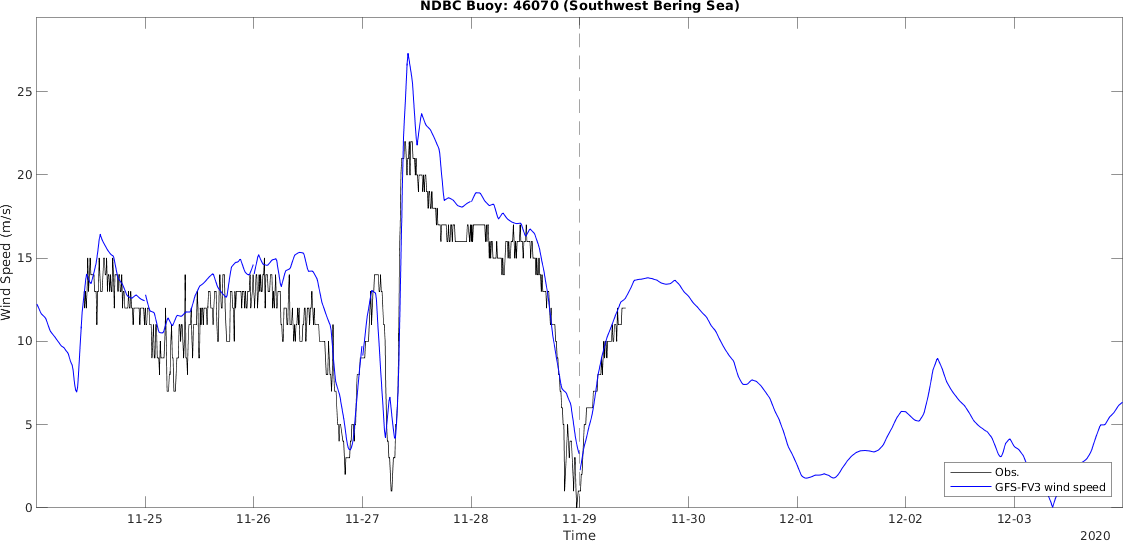 NDBC Buoy: 46070 (Southwest Bering Sea)
25
20
15
10
5
0
Wind Speed (m/s)
11-25 11-26 11-27 11-28 11-29 11-30 12-01 12-02 12-03
Time
2020
Obs.
GFS-FV3 wind speed